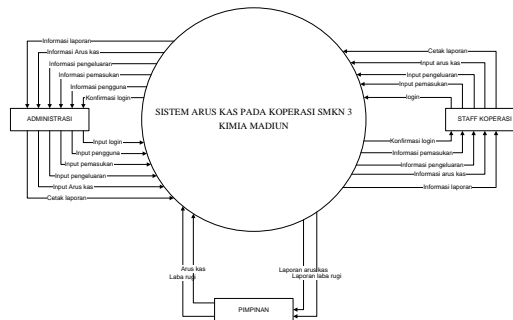 Informasi laporan
Informasi Arus kas
Informasi pengeluaran
Informasi pemasukan
Informasi pengguna
Konfirmasi login
ADMINISTRASI
Input login
Input pengguna
Input pemasukan
Input pengeluaran
Input Arus kas
Cetak laporan
SISTEM ARUS KAS PADA KOPERASI SMKN 3
KIMIA MADIUN
Cetak laporan
Input arus kas
Input pengeluaran
Input pemasukan
login
STAFF KOPERASI
Konfirmasi login
Informasi pemasukan
Informasi pengeluaran
Informasi arus kas
Informasi laporan
Arus kas
Laba rugi
Laporan arus kas
Laporan laba rugi
PIMPINAN